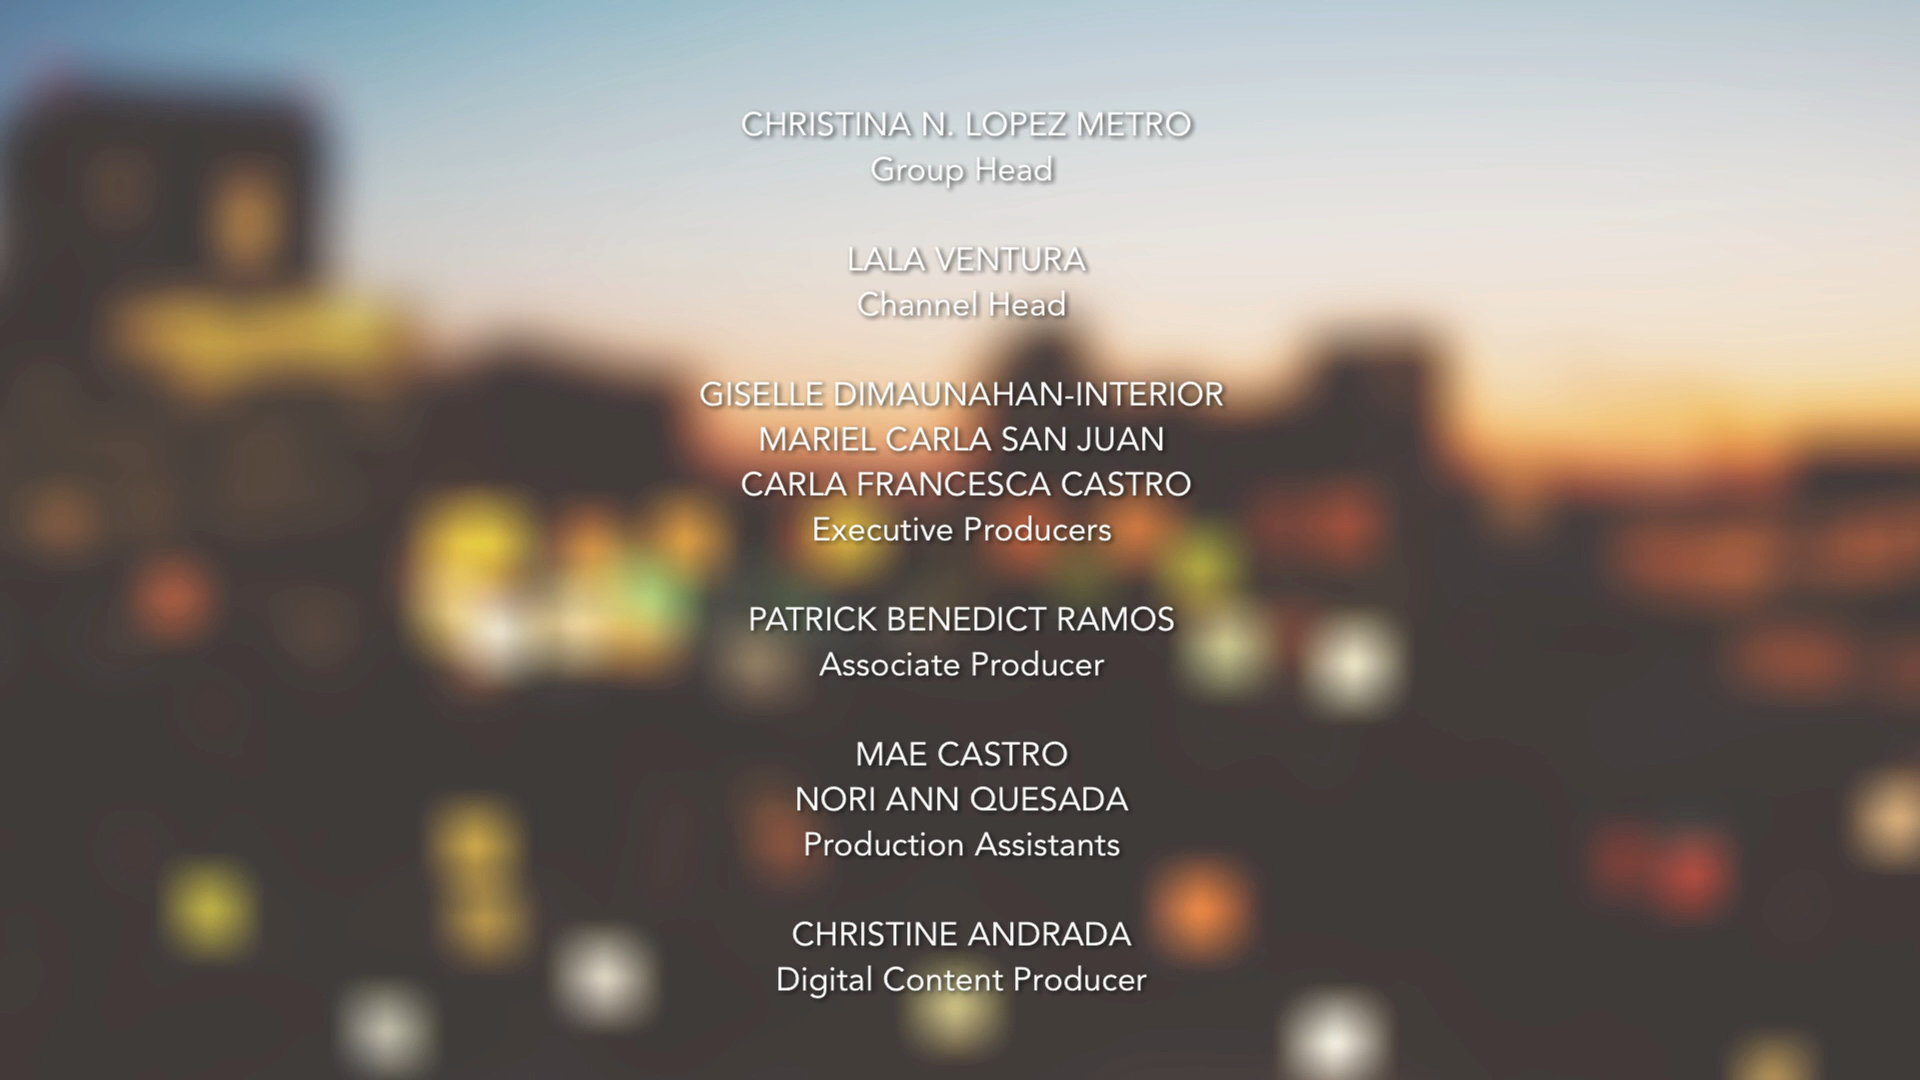 CHRISTINA N. LOPEZ METRO
Group Head
LALA VENTURA
Channel Head
GISELLE DIMAUNAHAN-INTERIOR
MARIEL CARLA SAN JUAN
CARLA FRANCESCA CASTRO
Executive Producers
PATRICK BENEDICT RAMOS
Associate Producer
MAE CASTRO
NORI ANN QUESADA
Production Assistants
CHRISTINE ANDRADA
Digital Content Producer